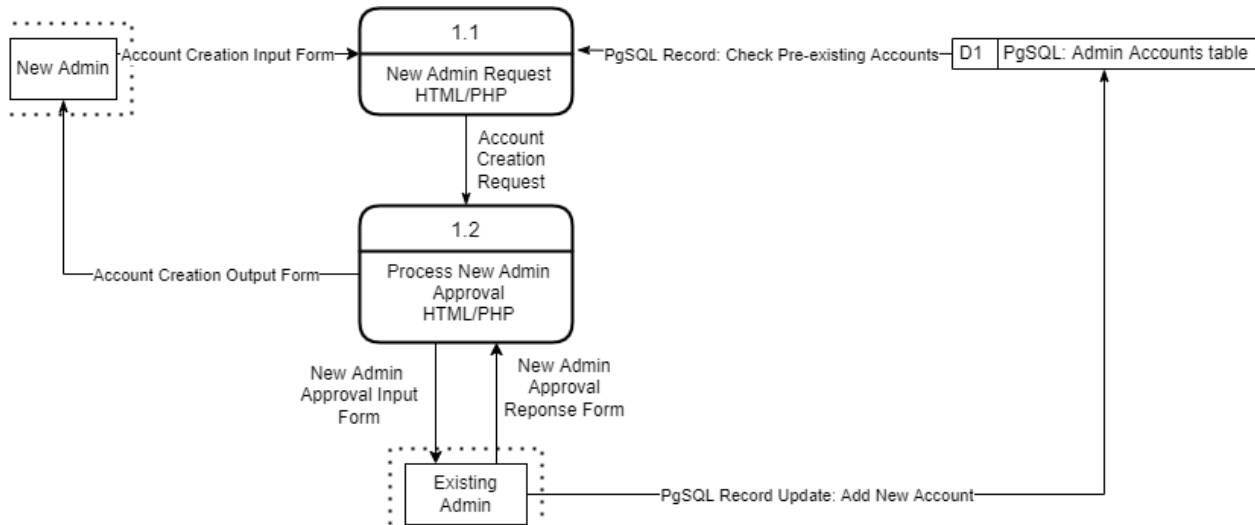 1.1
New Admin
Account Creation Input Form
New Admin Request
HTML/PHP
PgSQL Record: Check Pre-existing Accounts
D1
PgSQL: Admin Accounts table
Account
Creation
Request
1.2
Process New Admin
Approval
HTML/PHP
Account Creation Output Form
New Admin
Approval Input
Form
New Admin
Approval
Reponse Form
Existing
Admin
PgSQL Record Update: Add New Account